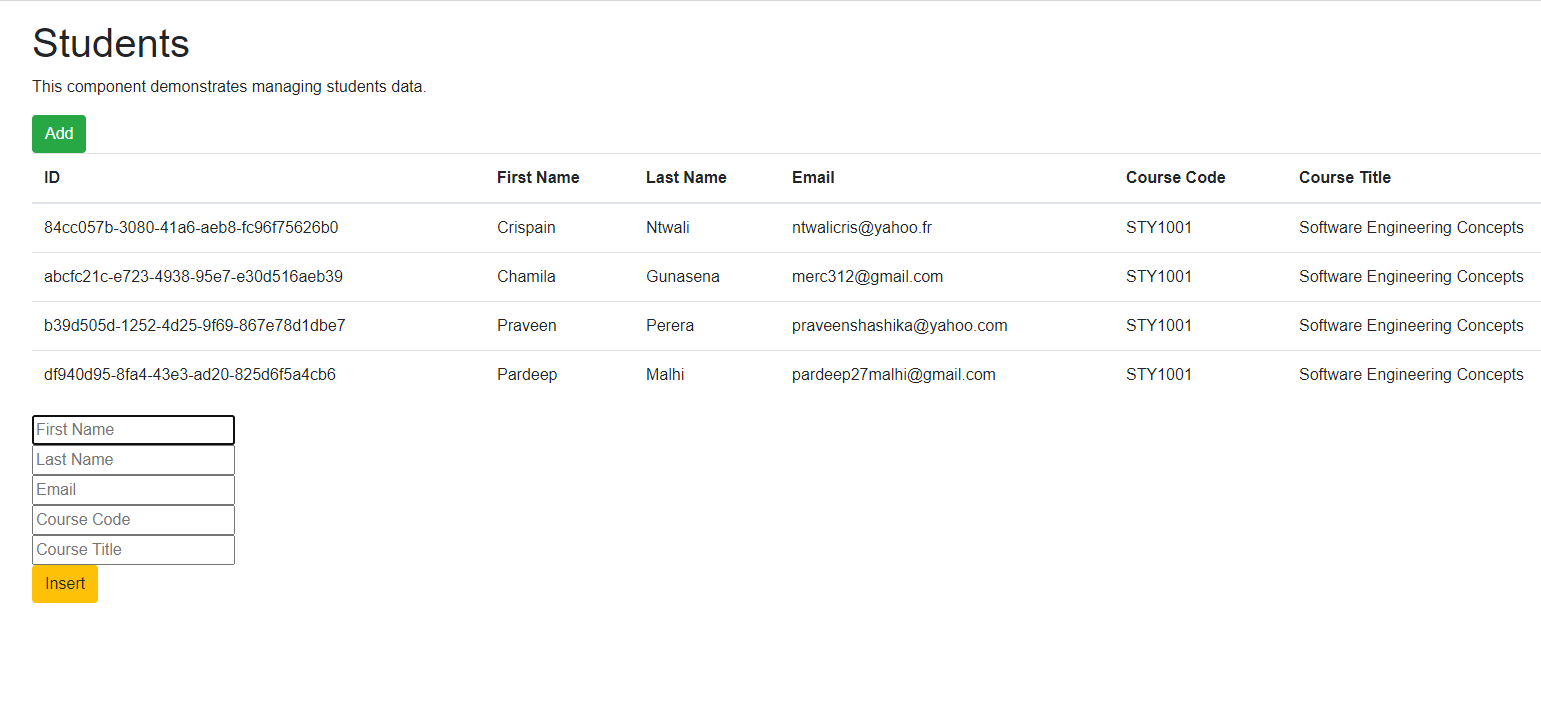 Students
This component demonstrates managing students data.
Add
ID First Name Last Name Email Course Code Course Title
84cc057b-3080-41a6-aeb8-fc96f75626b0 Crispain Ntwali ntwalicris@yahoo.fr STY1001 Software Engineering Concepts
abcfc21c-e723-4938-95e7-e30d516aeb39 Chamila Gunasena merc312@gmail.com STY1001 Software Engineering Concepts
b39d505d-1252-4d25-9f69-867e78d1dbe7 Praveen Perera praveenshashika@yahoo.com STY1001 Software Engineering Concepts
df940d95-8fa4-43e3-ad20-825d6f5a4cb6 Pardeep Malhi pardeep27malhi@gmail.com STY1001 Software Engineering Concepts
First Name
Last Name
Email
Course Code
Course Title
Insert